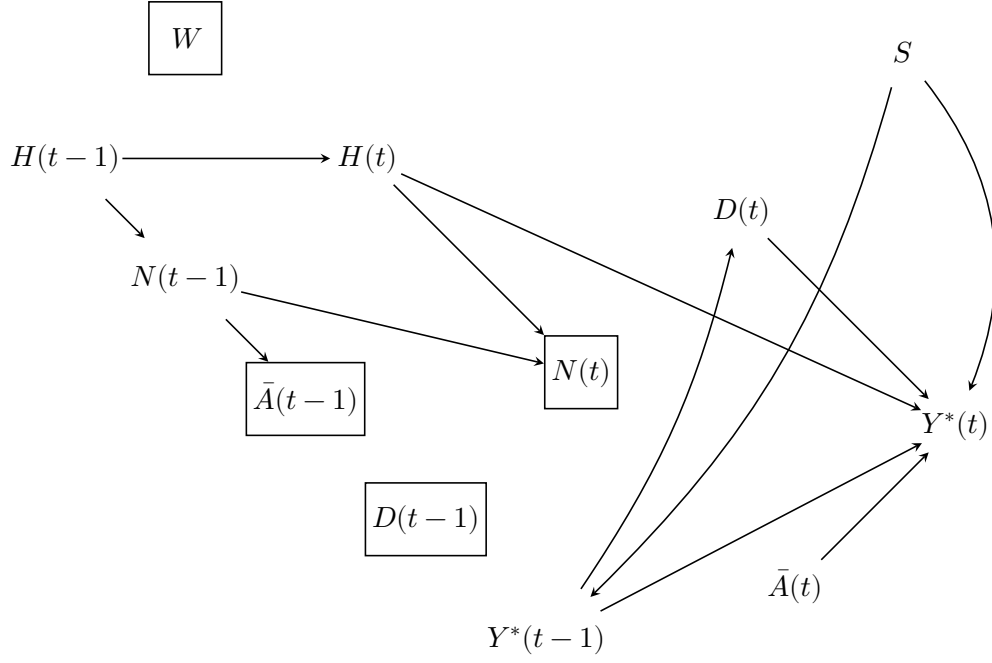 W
S
H(t − 1)
H(t)
D(t)
N(t − 1)
N(t)
Ā(t − 1)
Y*(t)
D(t − 1)
Ā(t)
Y*(t − 1)